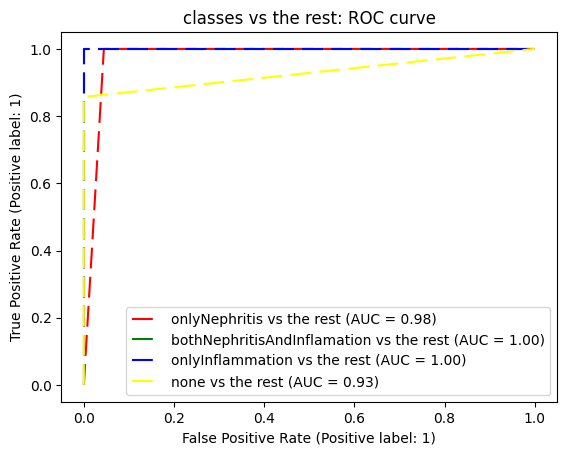 classes vs the rest: ROC curve
True Positive Rate (Positive label: 1)
1.0
0.8
0.6
0.4
0.2
0.0
onlyNephritis vs the rest (AUC = 0.98)
bothNephritisAndInflamation vs the rest (AUC = 1.00)
onlyInflammation vs the rest (AUC = 1.00)
none vs the rest (AUC = 0.93)
0.0 0.2 0.4 0.6 0.8 1.0
False Positive Rate (Positive label: 1)